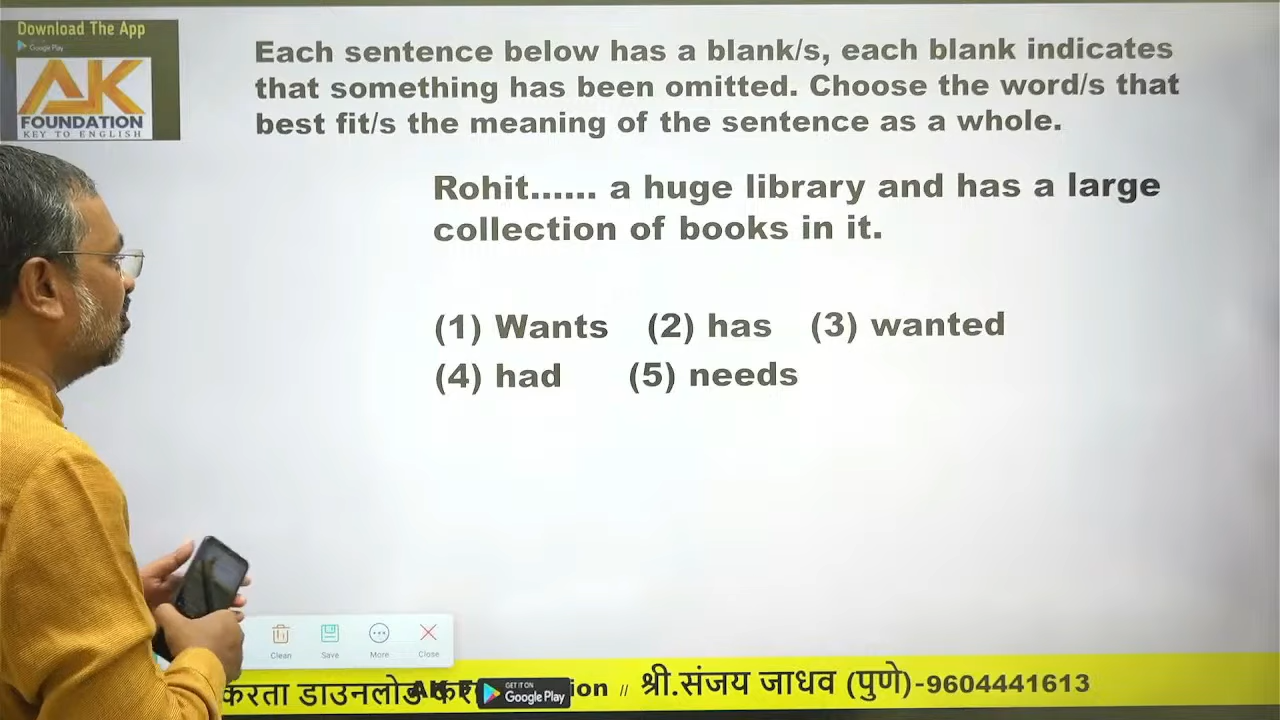 Download The App
Google Play
AK
FOUNDATION
KEY TO ENGLISH
Each sentence below has a blank/s, each blank indicates
that something has been omitted. Choose the word/s that
best fit/s the meaning of the sentence as a whole.
Rohit...... a huge library and has a large
collection of books in it.
(1) Wants (2) has (3) wanted
(4) had (5) needs
Clean Save More Close
करता डाउनलोड GET IT ON Google Play // श्री.संजय जाधव (पुणे)-9604441613